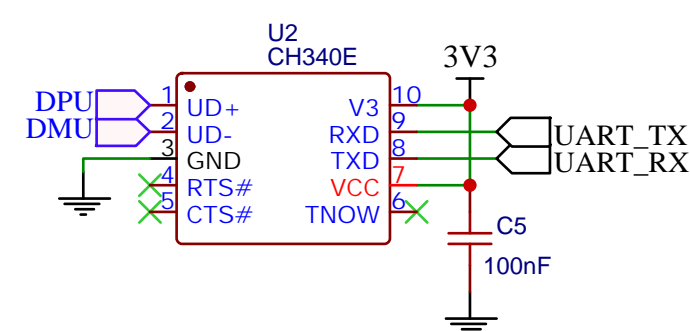 U2
CH340E
3V3
DPU 1 UD+ V3 10
DMU 2 UD- RXD 9 UART_TX
3 GND TXD 8 UART_RX
4 RTS# VCC 7
5 CTS# TNOW 6
C5
100nF